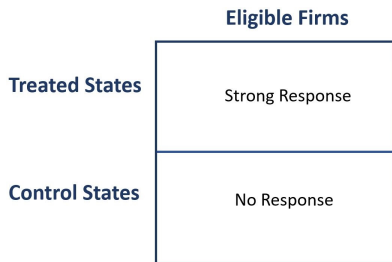 Eligible Firms
Treated States
Strong Response
Control States
No Response